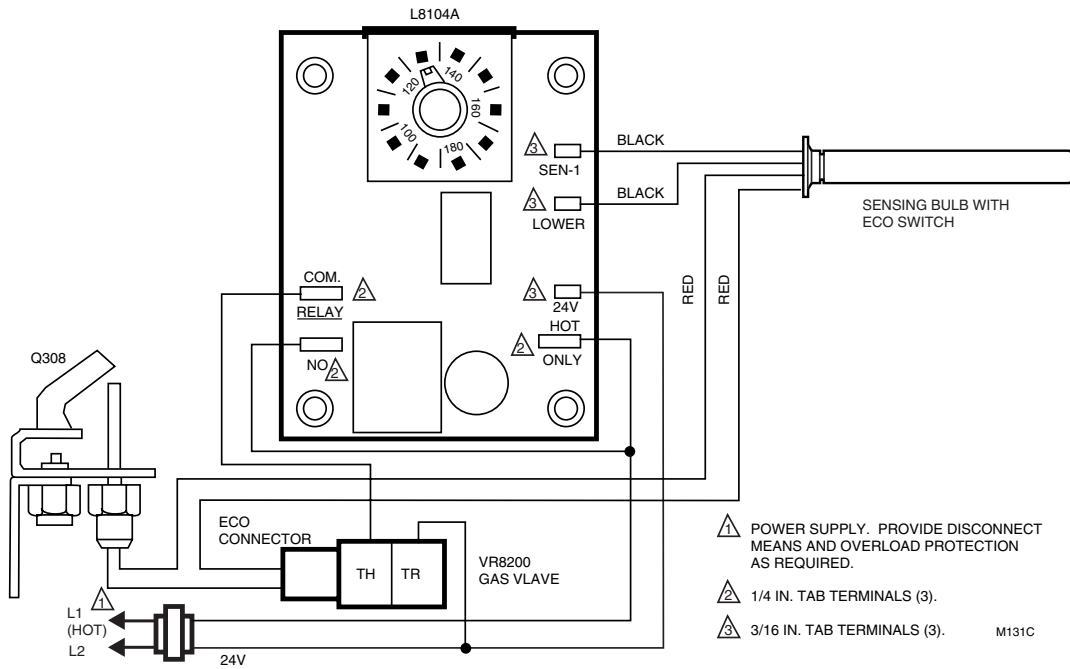 L8104A
120
140
160
100
180
3
SEN-1
BLACK
3
LOWER
BLACK
SENSING BULB WITH
ECO SWITCH
COM.
2
RELAY
3
24V
RED
RED
HOT
2
ONLY
NO
2
Q308
ECO
CONNECTOR
TH
TR
VR8200
GAS VLAVE
1
L1
(HOT)
L2
24V
1 POWER SUPPLY. PROVIDE DISCONNECT
MEANS AND OVERLOAD PROTECTION
AS REQUIRED.
2 1/4 IN. TAB TERMINALS (3).
3 3/16 IN. TAB TERMINALS (3).
M131C